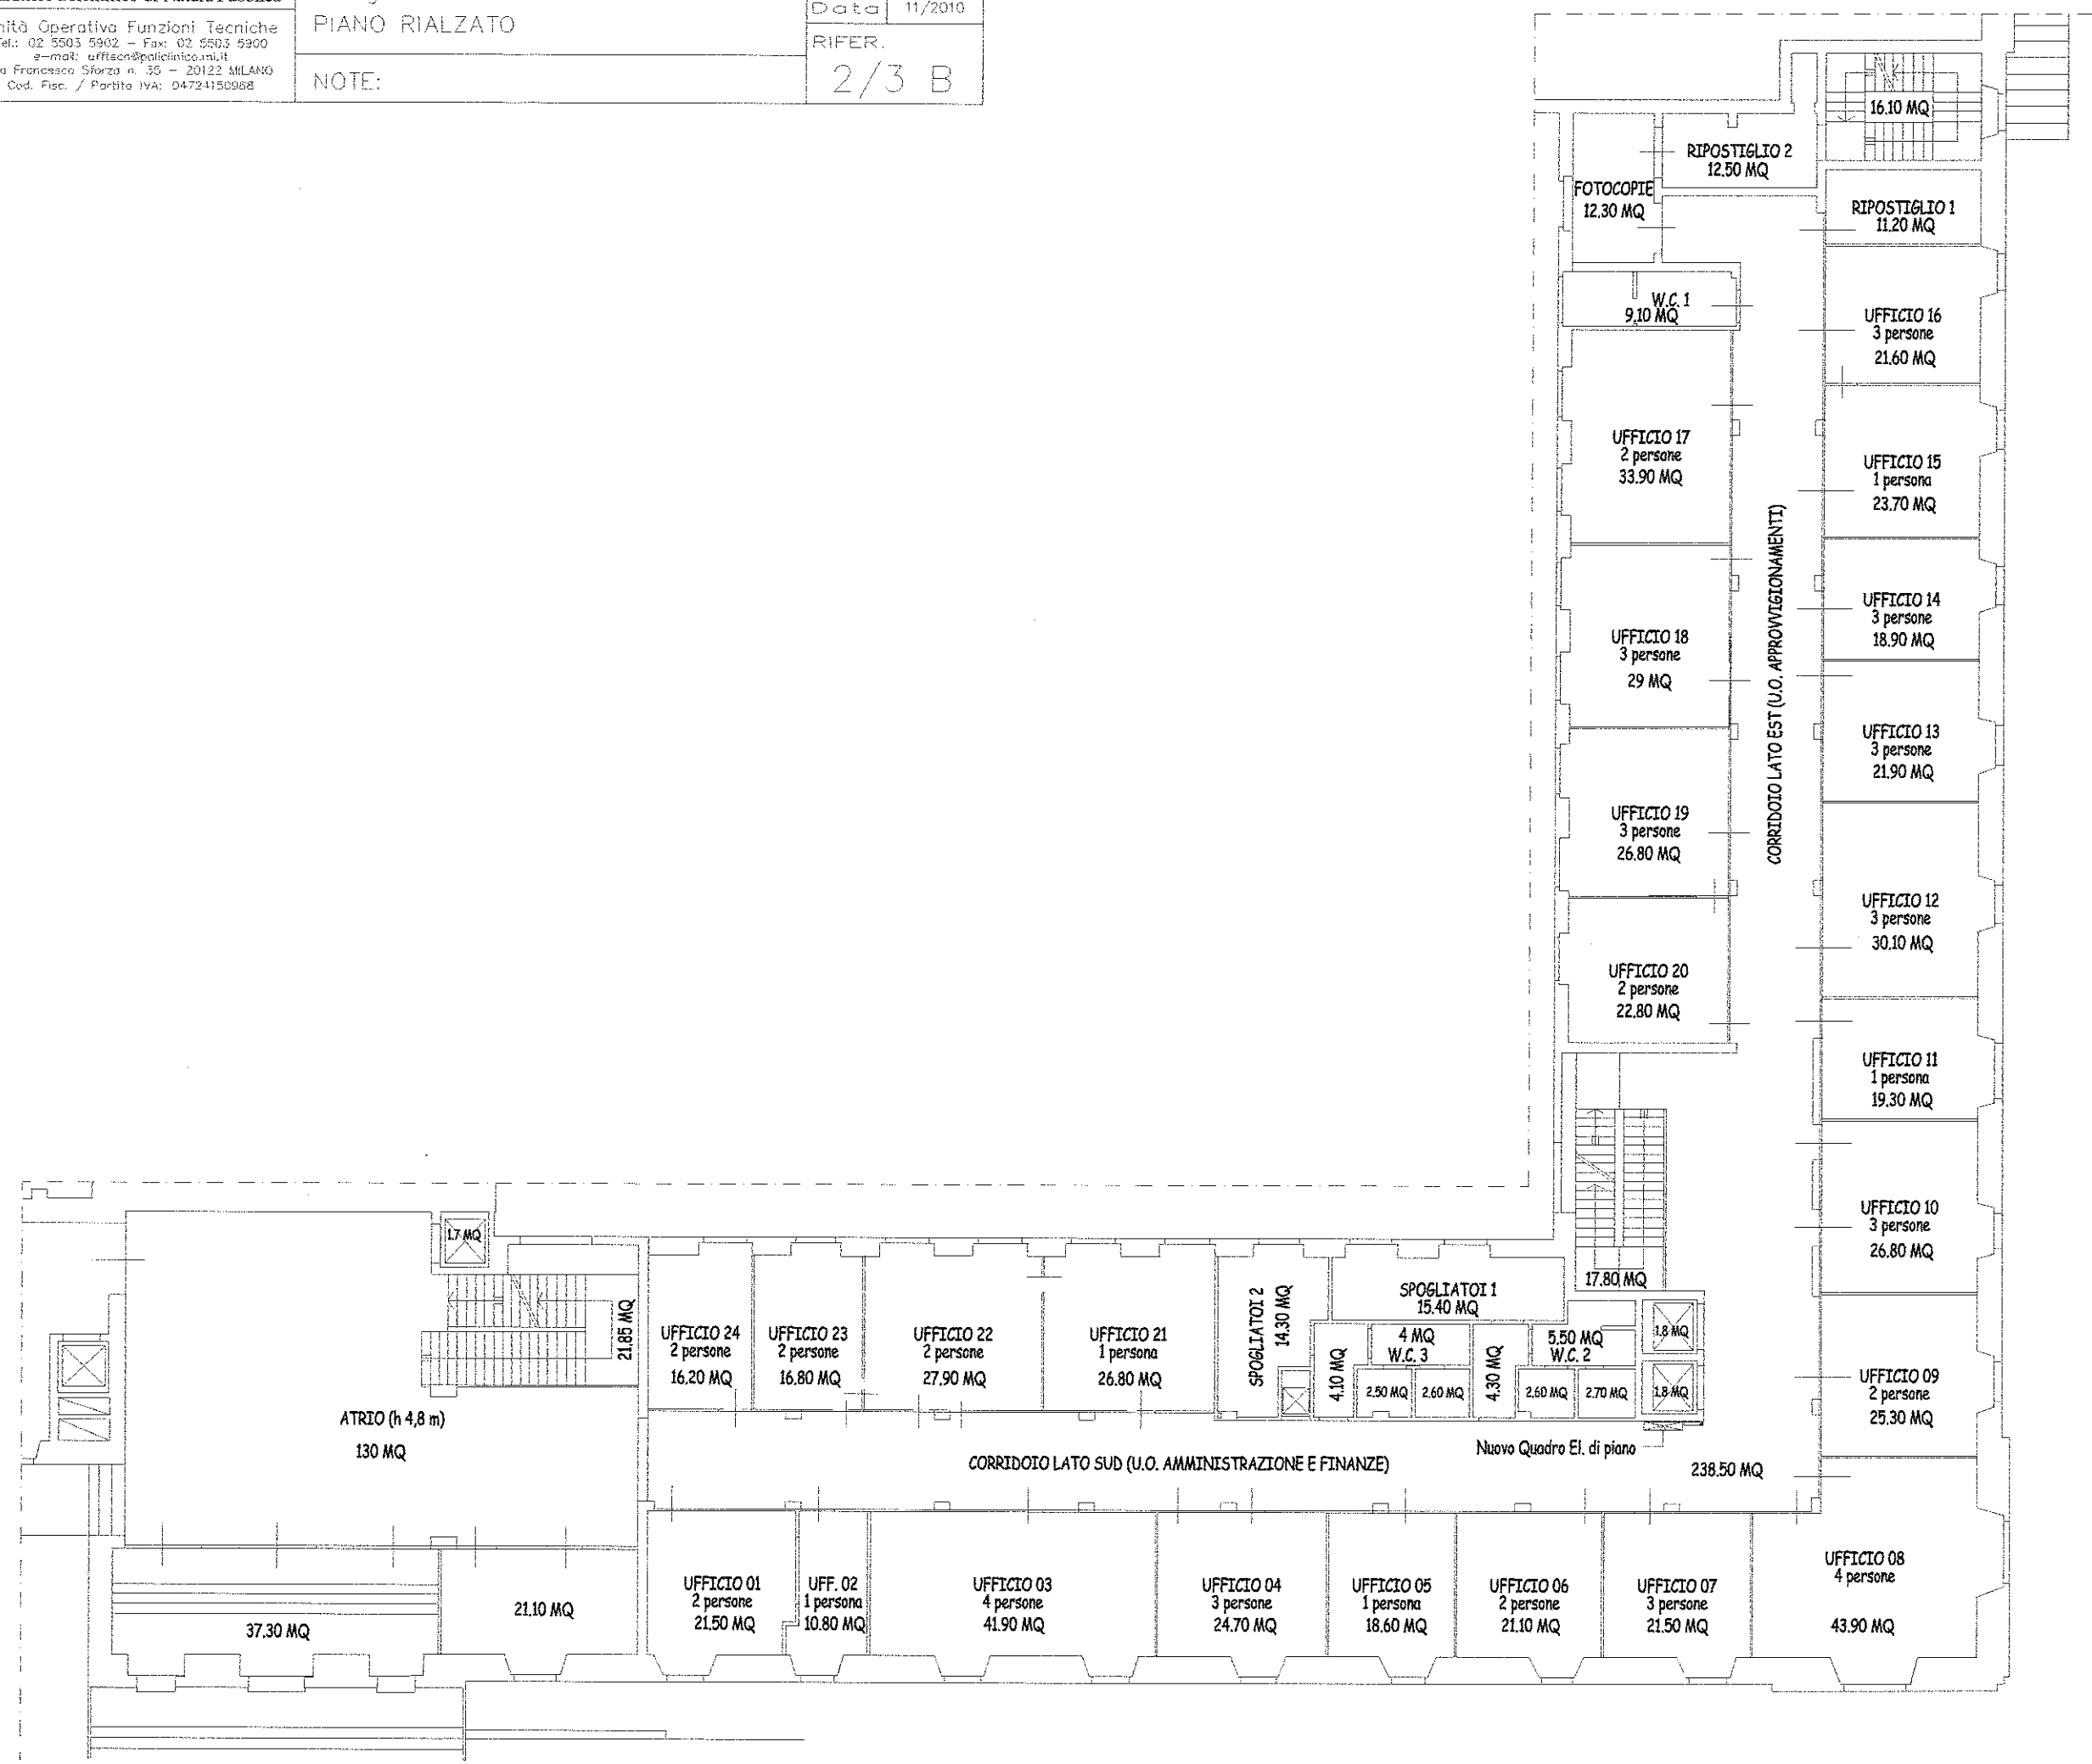 Unità Operativa Funzioni Tecniche
Tel.: 02 5503 5902 - Fax: 02 5503 5900
e-mail: ufftecn@policlinico.mi.it
Francesco Sforza n. 35 - 20122 MILANO
Cod. Fisc. / Partita IVA: 04724150968
PIANO RIALZATO
NOTE:
Data 11/2010
RIFER.
2/3 B
16.10 MQ
RIPOSTIGLIO 2
12.50 MQ
FOTOCOPIE
12.30 MQ
RIPOSTIGLIO 1
11.20 MQ
W.C. 1
9.10 MQ
UFFICIO 16
3 persone
21.60 MQ
UFFICIO 17
2 persone
33.90 MQ
UFFICIO 15
1 persona
23.70 MQ
CORRIDOIO LATO EST (U.O. APPROVVIGIONAMENTI)
UFFICIO 14
3 persone
18.90 MQ
UFFICIO 18
3 persone
29 MQ
UFFICIO 13
3 persone
21.90 MQ
UFFICIO 19
3 persone
26.80 MQ
UFFICIO 12
3 persone
30.10 MQ
UFFICIO 20
2 persone
22.80 MQ
UFFICIO 11
1 persona
19.30 MQ
UFFICIO 10
3 persone
26.80 MQ
17.80 MQ
1.7 MQ
21.85 MQ
UFFICIO 24
2 persone
16.20 MQ
UFFICIO 23
2 persone
16.80 MQ
UFFICIO 22
2 persone
27.90 MQ
UFFICIO 21
1 persona
26.80 MQ
SPOGLIATOI 2
14.30 MQ
SPOGLIATOI 1
15.40 MQ
4.10 MQ
4 MQ
W.C. 3
2.50 MQ
2.60 MQ
4.30 MQ
5.50 MQ
W.C. 2
2.60 MQ
2.70 MQ
1.8 MQ
1.8 MQ
UFFICIO 09
2 persone
25.30 MQ
ATRIO (h 4,8 m)
130 MQ
CORRIDOIO LATO SUD (U.O. AMMINISTRAZIONE E FINANZE)
Nuovo Quadro El. di piano
238.50 MQ
37.30 MQ
21.10 MQ
UFFICIO 01
2 persone
21.50 MQ
UFF. 02
1 persona
10.80 MQ
UFFICIO 03
4 persone
41.90 MQ
UFFICIO 04
3 persone
24.70 MQ
UFFICIO 05
1 persona
18.60 MQ
UFFICIO 06
2 persone
21.10 MQ
UFFICIO 07
3 persone
21.50 MQ
UFFICIO 08
4 persone
43.90 MQ